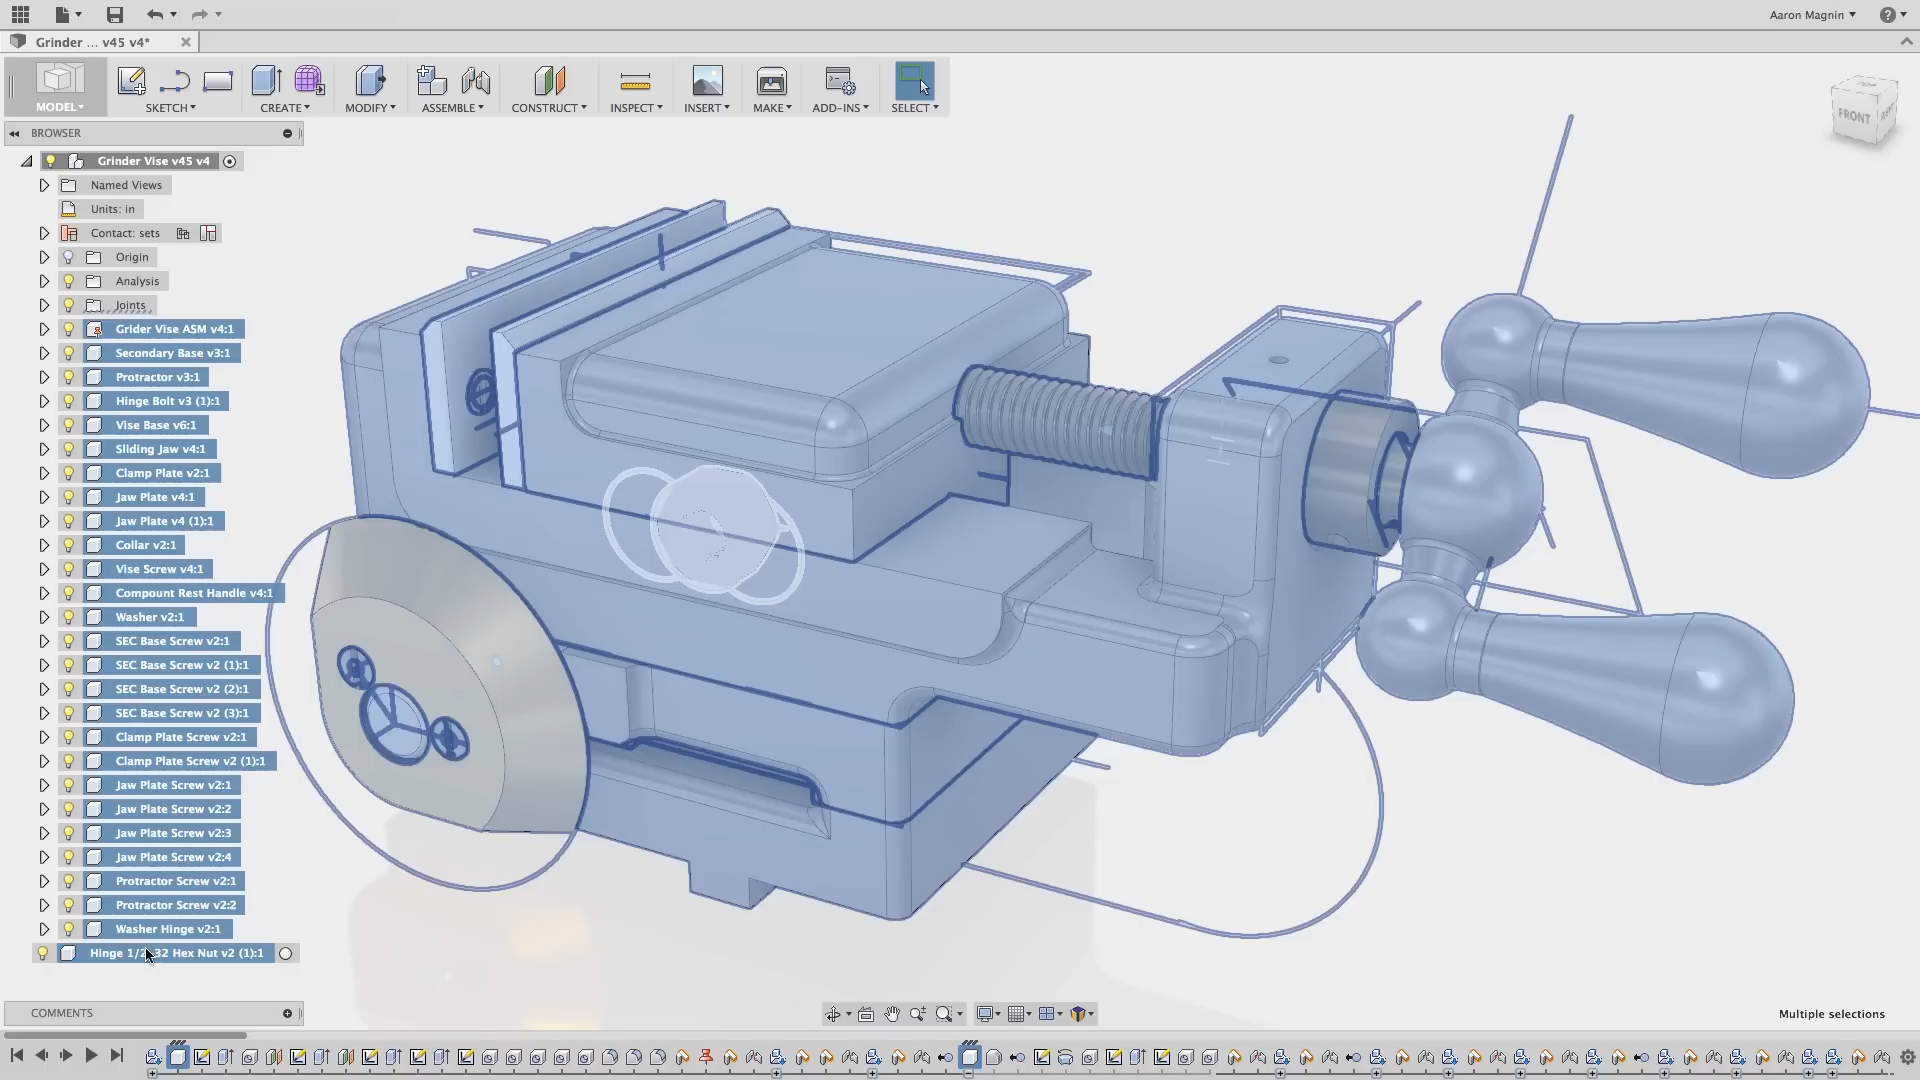 Aaron Magnin
Grinder ... v45 v4*
MODEL
SKETCH
CREATE
MODIFY
ASSEMBLE
CONSTRUCT
INSPECT
INSERT
MAKE
ADD-INS
SELECT
FRONT
BROWSER
Grinder Vise v45 v4
Named Views
Units: in
Contact: sets
Origin
Analysis
Joints
Grider Vise ASM v4:1
Secondary Base v3:1
Protractor v3:1
Hinge Bolt v3 (1):1
Vise Base v6:1
Sliding Jaw v4:1
Clamp Plate v2:1
Jaw Plate v4:1
Jaw Plate v4 (1):1
Collar v2:1
Vise Screw v4:1
Compount Rest Handle v4:1
Washer v2:1
SEC Base Screw v2:1
SEC Base Screw v2 (1):1
SEC Base Screw v2 (2):1
SEC Base Screw v2 (3):1
Clamp Plate Screw v2:1
Clamp Plate Screw v2 (1):1
Jaw Plate Screw v2:1
Jaw Plate Screw v2:2
Jaw Plate Screw v2:3
Jaw Plate Screw v2:4
Protractor Screw v2:1
Protractor Screw v2:2
Washer Hinge v2:1
Hinge Hex Nut v2 (1):1
COMMENTS
Multiple selections